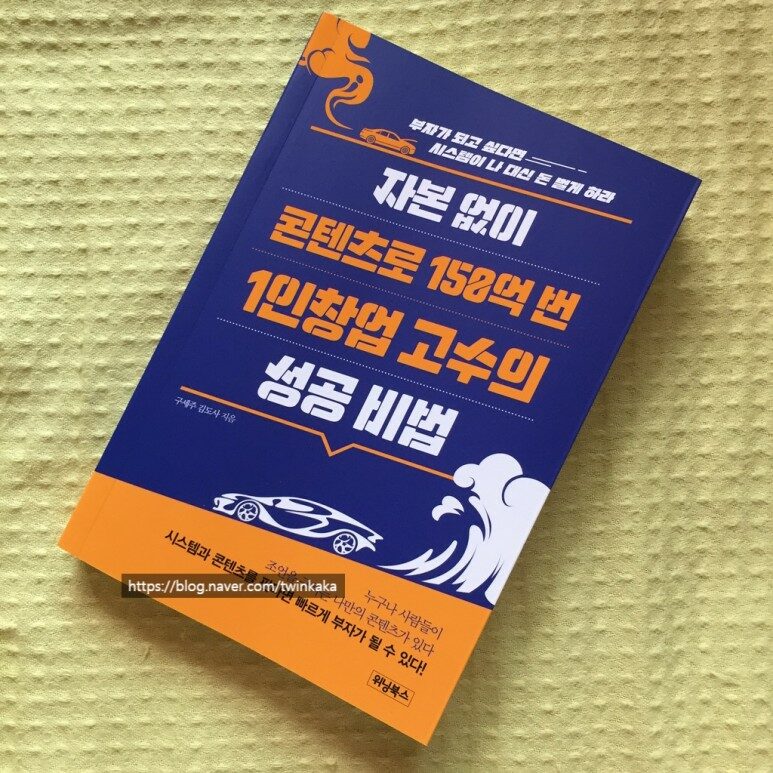 부자가 되고 싶다면
시스템이 나 대신 돈 벌게 하라
자본 없이
콘텐츠로 150억 번
1인창업 고수의
성공 비법
구세주 김도사 지음
누구나 사람들이
조언을 나만의 콘텐츠가 있다
시스템과 콘텐츠를 빠르게 부자가 될 수 있다!
위닝북스
https://blog.naver.com/twinkaka